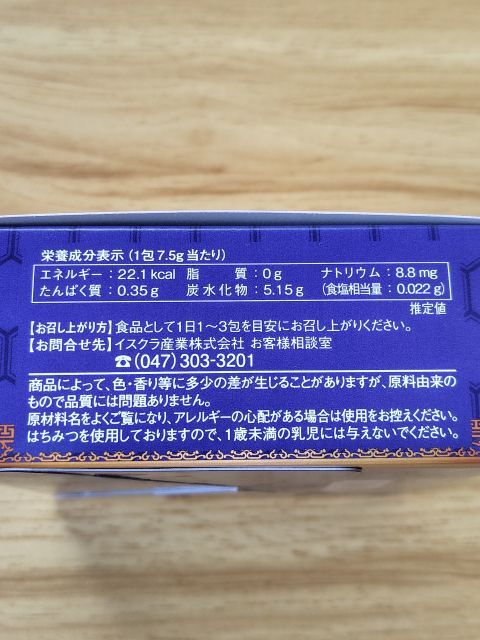 栄養成分表示(1包7.5g当たり)
エネルギー:22.1kcal 脂質:0g ナトリウム:8.8mg
たんぱく質:0.35g 炭水化物:5.15g (食塩相当量:0.022g)
推定値
【お召し上がり方】食品として1日1〜3包を目安にお召し上がりください。
【お問合せ先】イスクラ産業株式会社 お客様相談室
☎(047)303-3201
商品によって、色・香り等に多少の差が生じることがありますが、原料由来の
もので品質には問題ありません。
原材料名をよくご覧になり、アレルギーの心配がある場合は使用をお控えください。
はちみつを使用しておりますので、1歳未満の乳児には与えないでください。